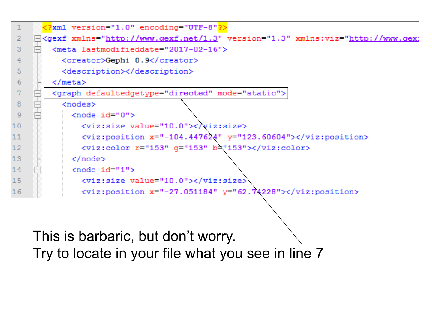 1 <?xml version="1.0" encoding="UTF-8"?>
2 <gexf xmlns="http://www.gexf.net/1.3" version="1.3" xmlns:viz="http://www.gex
3 <meta lastmodifieddate="2017-02-16">
4 <creator>Gephi 0.9</creator>
5 <description></description>
6 </meta>
7 <graph defaultedgetype="directed" mode="static">
8 <nodes>
9 <node id="0">
10 <viz:size value="10.0"></viz:size>
11 <viz:position x="-104.447624" y="123.60604"></viz:position>
12 <viz:color r="153" g="153" b="153"></viz:color>
13 </node>
14 <node id="1">
15 <viz:size value="10.0"></viz:size>
16 <viz:position x="-27.051184" y="62.74228"></viz:position>
This is barbaric, but don't worry.
Try to locate in your file what you see in line 7